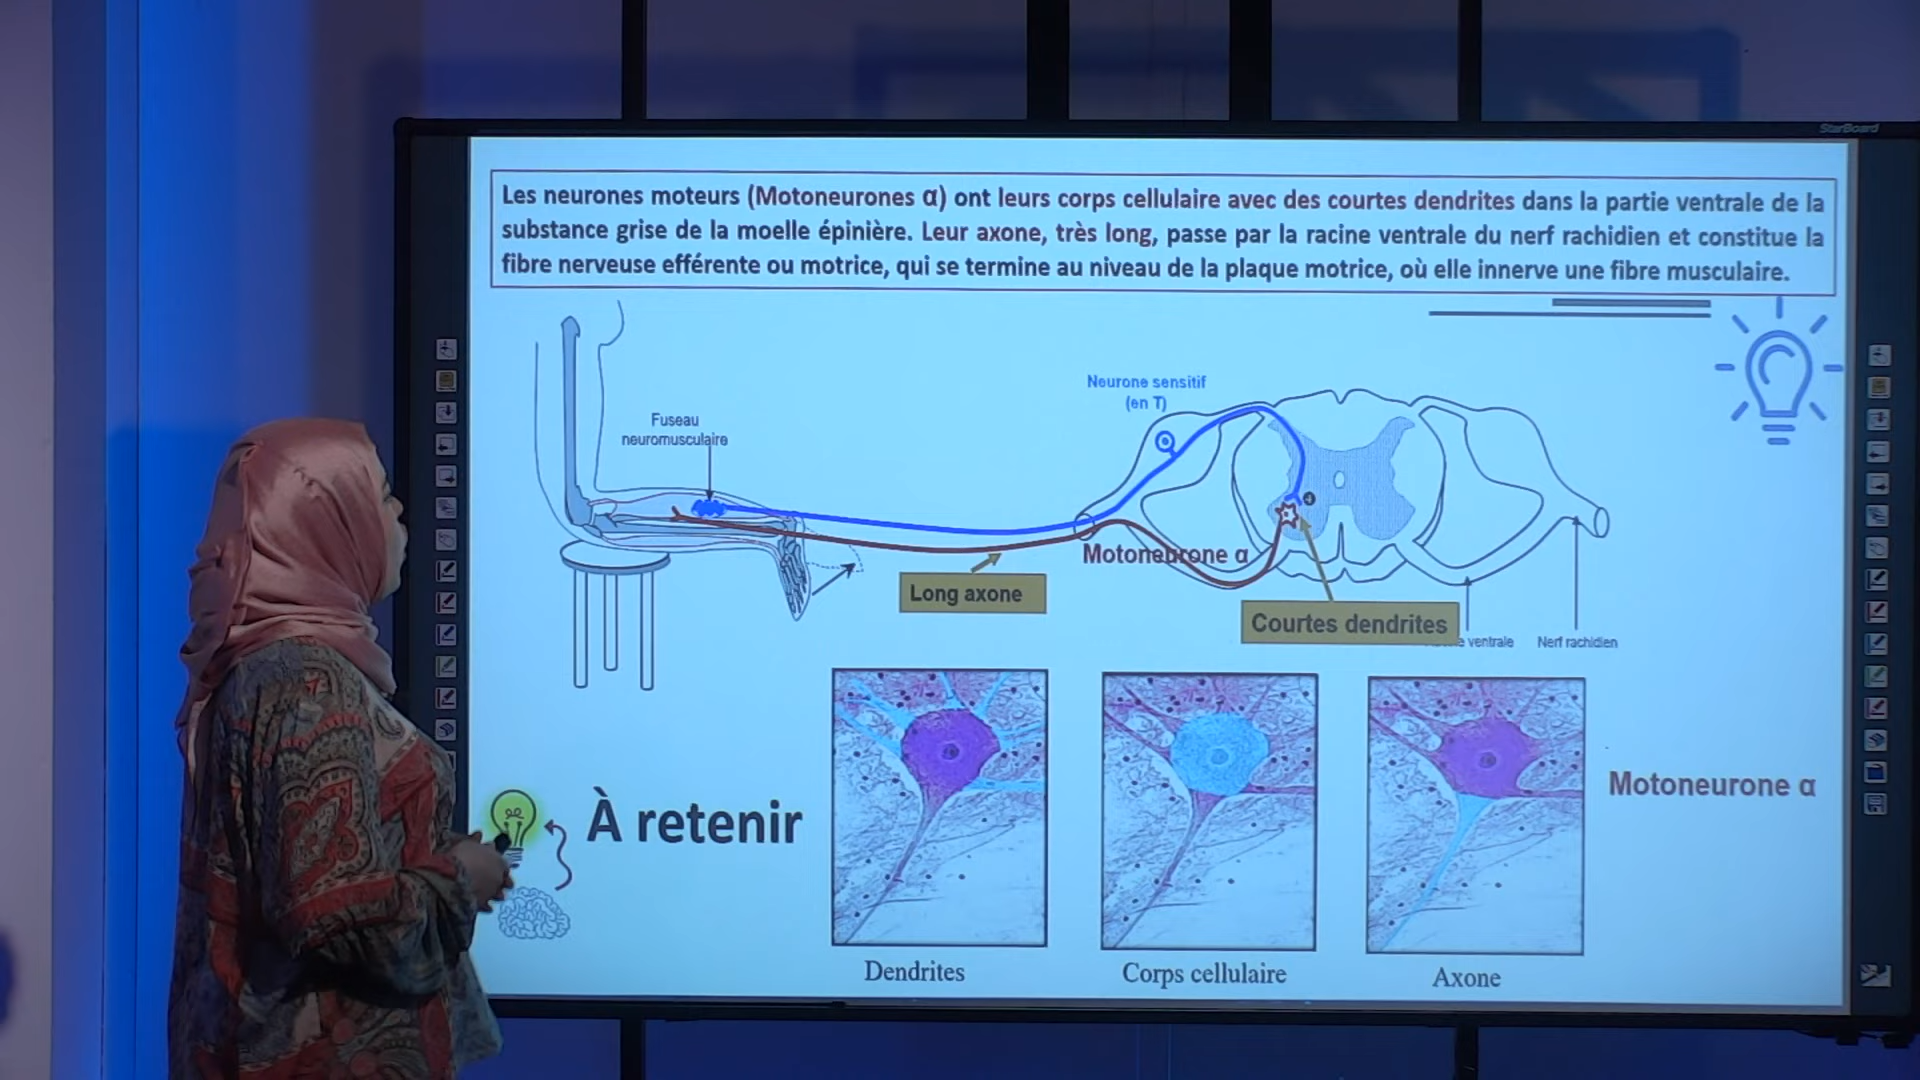 StarBoard
Les neurones moteurs (Motoneurones α) ont leurs corps cellulaire avec des courtes dendrites dans la partie ventrale de la
substance grise de la moelle épinière. Leur axone, très long, passe par la racine ventrale du nerf rachidien et constitue la
fibre nerveuse efférente ou motrice, qui se termine au niveau de la plaque motrice, où elle innerve une fibre musculaire.
Neurone sensitif
(en T)
Fuseau
neuromusculaire
Motoneurone α
Long axone
Courtes dendrites
ventrale
Nerf rachidien
À retenir
Motoneurone α
Dendrites
Corps cellulaire
Axone